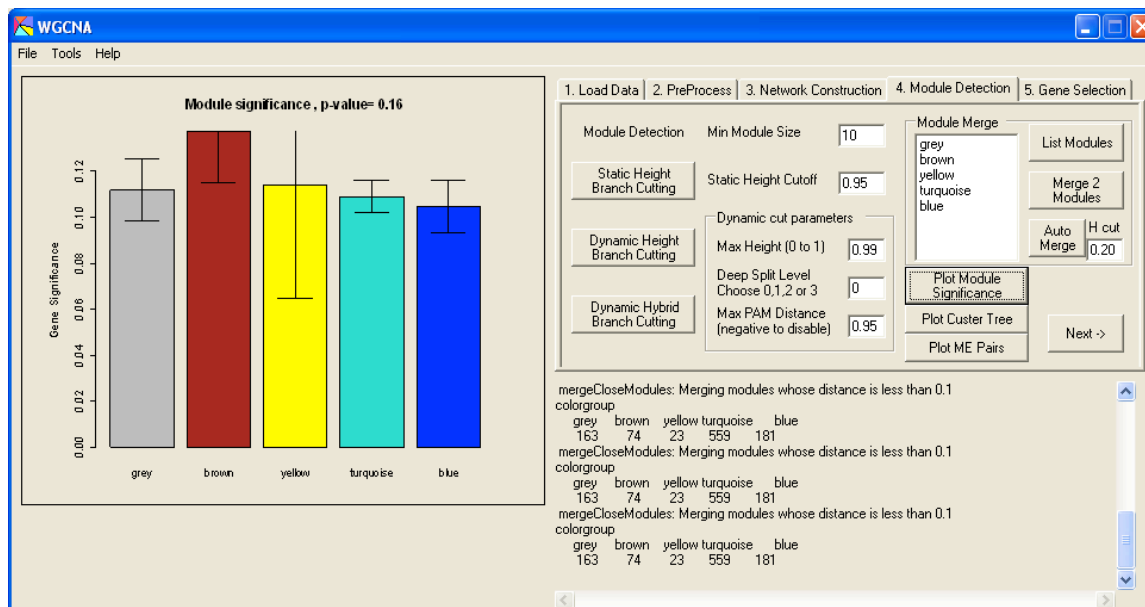 WGCNA
File Tools Help
Module significance , p-value= 0.16
Gene Significance
0.00 0.02 0.04 0.06 0.08 0.10 0.12
grey brown yellow turquoise blue
1. Load Data 2. PreProcess 3. Network Construction 4. Module Detection 5. Gene Selection
Module Detection
Static Height
Branch Cutting
Dynamic Height
Branch Cutting
Dynamic Hybrid
Branch Cutting
Min Module Size 10
Static Height Cutoff 0.95
Dynamic cut parameters
Max Height (0 to 1) 0.99
Deep Split Level
Choose 0,1,2 or 3 0
Max PAM Distance
(negative to disable) 0.95
Module Merge
grey
brown
yellow
turquoise
blue
List Modules
Merge 2
Modules
Auto
Merge
H cut
0.20
Plot Module
Significance
Plot Custer Tree
Plot ME Pairs
Next ->
mergeCloseModules: Merging modules whose distance is less than 0.1
colorgroup
grey brown yellow turquoise blue
163 74 23 559 181
mergeCloseModules: Merging modules whose distance is less than 0.1
colorgroup
grey brown yellow turquoise blue
163 74 23 559 181
mergeCloseModules: Merging modules whose distance is less than 0.1
colorgroup
grey brown yellow turquoise blue
163 74 23 559 181